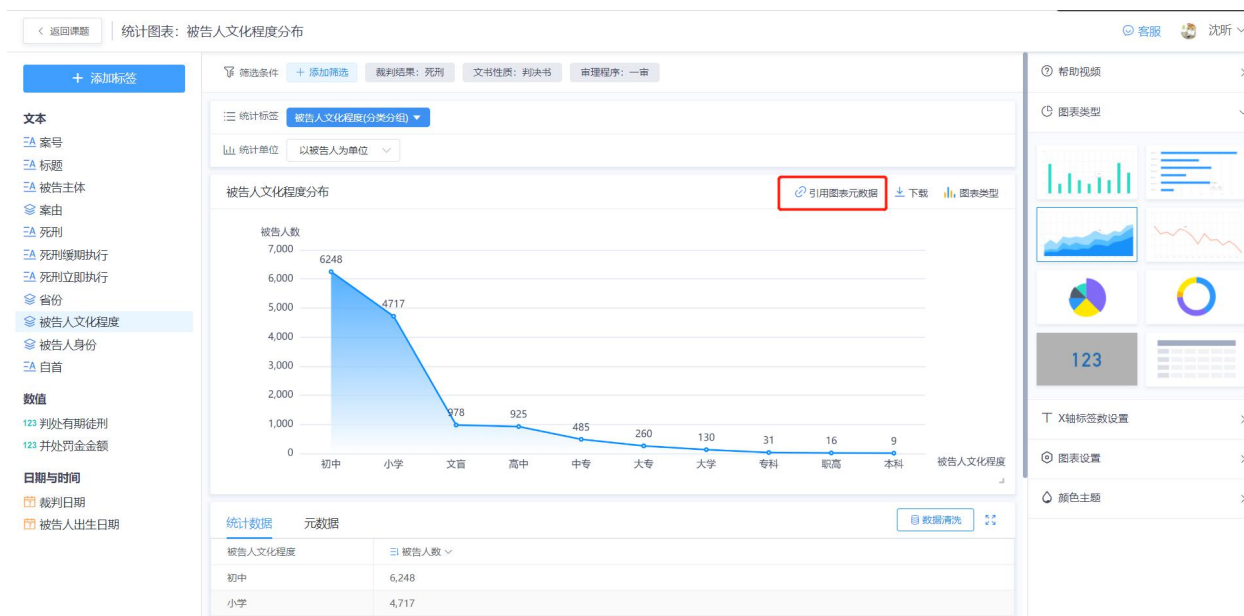 返回课题 统计图表：被告人文化程度分布 客服 沈昕
+ 添加标签
文本
案号
标题
被告主体
案由
死刑
死刑缓期执行
死刑立即执行
省份
被告人文化程度
被告人身份
自首
数值
123 判处有期徒刑
123 并处罚金金额
日期与时间
裁判日期
被告人出生日期
筛选条件 + 添加筛选 裁判结果：死刑 文书性质：判决书 审理程序：一审
统计标签 被告人文化程度(分类分组)
统计单位 以被告人为单位
被告人文化程度分布 引用图表元数据 下载 图表类型
被告人数
7,000
6,000
5,000
4,000
3,000
2,000
1,000
0
6248 4717 978 925 485 260 130 31 16 9
初中 小学 文盲 高中 中专 大专 大学 专科 职高 本科 被告人文化程度
统计数据 元数据 数据清洗
被告人文化程度 被告人数
初中 6,248
小学 4,717
帮助视频
图表类型
123
X轴标签数设置
图表设置
颜色主题